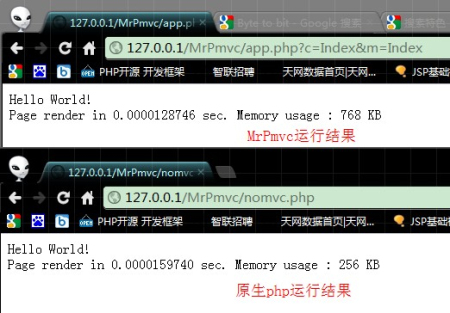 127.0.0.1/MrPmvc/app.p
Byte to bit - Google 搜索
搜索特色
127.0.0.1/MrPmvc/app.php?c=Index&m=Index
PHP开源 开发框架 智联招聘 天网数据首页|天网... JSP基础
Hello World!
Page render in 0.0000128746 sec. Memory usage : 768 KB
MrPmvc运行结果
127.0.0.1/MrPmvc/nomvc
127.0.0.1/MrPmvc/nomvc.php
PHP开源 开发框架 智联招聘 天网数据首页|天网... JSP基础
Hello World!
Page render in 0.0000159740 sec. Memory usage : 256 KB
原生php运行结果